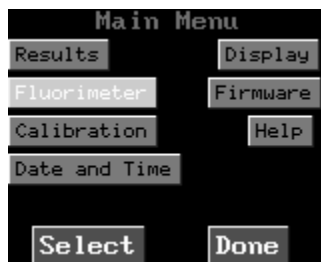 Main Menu
Results Display
Fluorimeter Firmware
Calibration Help
Date and Time
Select Done